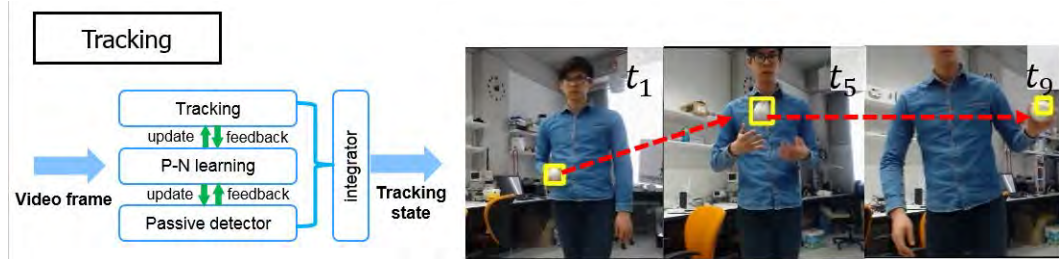 Tracking
Tracking
update feedback
P-N learning
update feedback
Passive detector
Video frame
integrator
Tracking
state
t₁
t₅
t₉